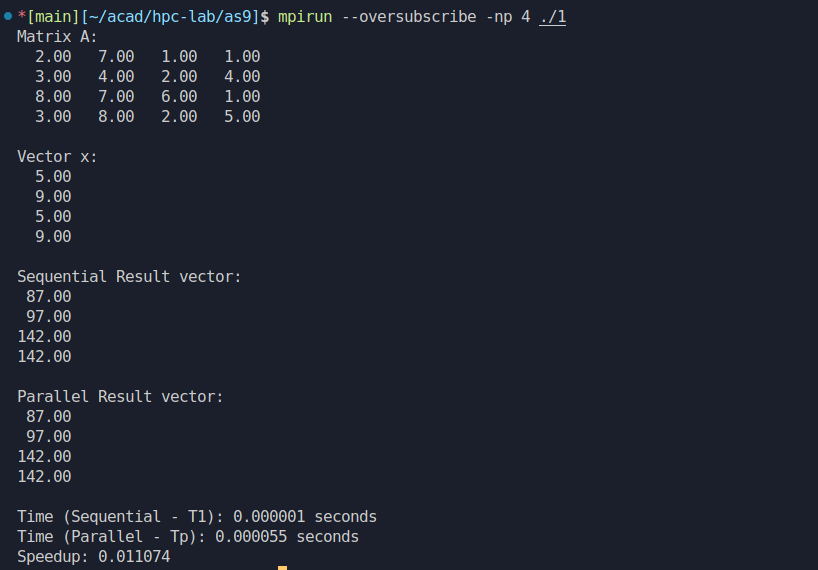 *[main][~/acad/hpc-lab/as9]$ mpirun --oversubscribe -np 4 ./1
Matrix A:
  2.00   7.00   1.00   1.00
  3.00   4.00   2.00   4.00
  8.00   7.00   6.00   1.00
  3.00   8.00   2.00   5.00

Vector x:
  5.00
  9.00
  5.00
  9.00

Sequential Result vector:
 87.00
 97.00
142.00
142.00

Parallel Result vector:
 87.00
 97.00
142.00
142.00

Time (Sequential - T1): 0.000001 seconds
Time (Parallel - Tp): 0.000055 seconds
Speedup: 0.011074